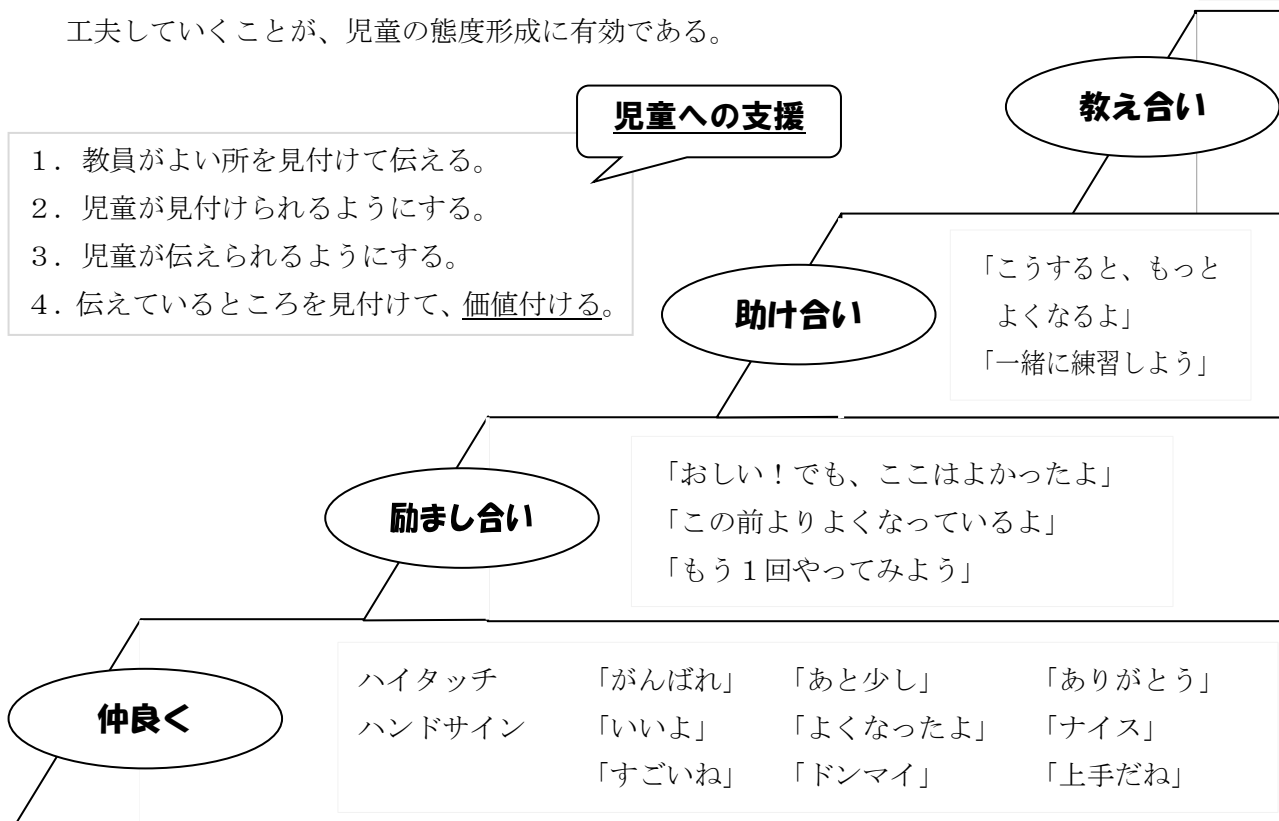 工夫していくことが、児童の態度形成に有効である。
児童への支援
1．教員がよい所を見付けて伝える。
2．児童が見付けられるようにする。
3．児童が伝えられるようにする。
4．伝えているところを見付けて、価値付ける。
教え合い
助け合い
「こうすると、もっと
よくなるよ」
「一緒に練習しよう」
励まし合い
「おしい！でも、ここはよかったよ」
「この前よりよくなっているよ」
「もう１回やってみよう」
仲良く
ハイタッチ 「がんばれ」 「あと少し」 「ありがとう」
ハンドサイン 「いいよ」 「よくなったよ」 「ナイス」
「すごいね」 「ドンマイ」 「上手だね」